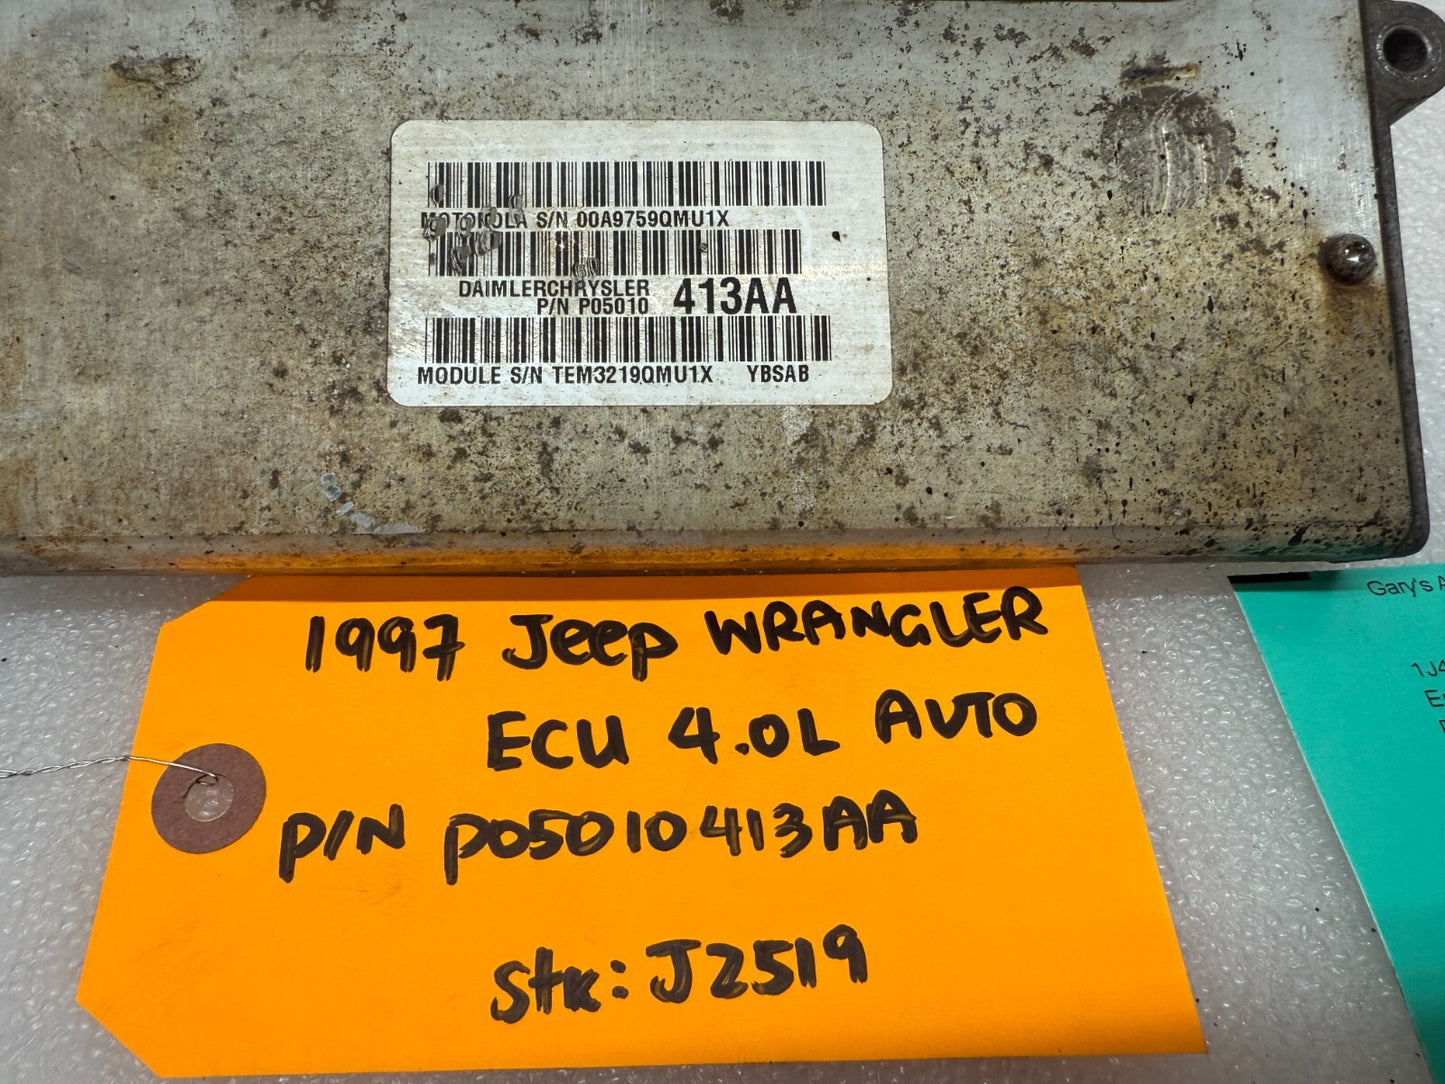 MOTOROLA S/N 00A9759QMU1X
DAIMLERCHRYSLER
P/N P05010 413AA
MODULE S/N TEM3219QMU1X YBSAB
1997 Jeep WRANGLER
ECU 4.0L AUTO
P/N P05010413AA
Stk: J2519
Gary's
1J4